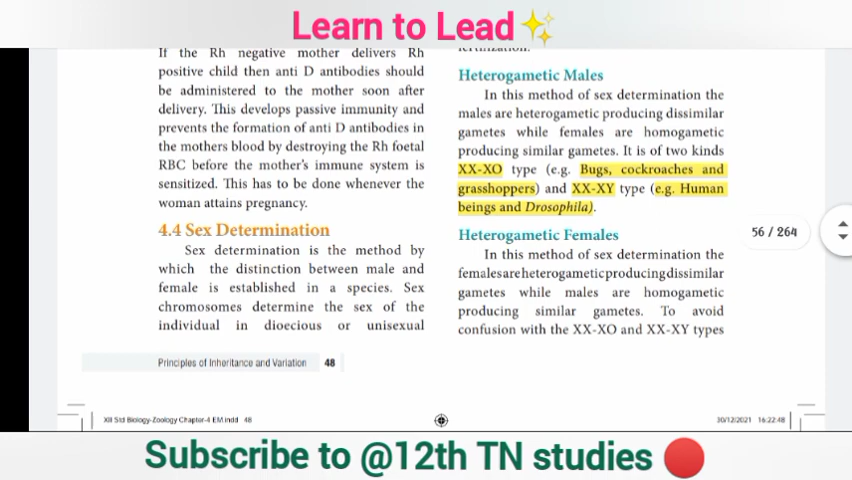 Learn to Lead✨
If the Rh negative mother delivers Rh
positive child then anti D antibodies should
be administered to the mother soon after
delivery. This develops passive immunity and
prevents the formation of anti D antibodies in
the mothers blood by destroying the Rh foetal
RBC before the mother's immune system is
sensitized. This has to be done whenever the
woman attains pregnancy.
4.4 Sex Determination
Sex determination is the method by
which the distinction between male and
female is established in a species. Sex
chromosomes determine the sex of the
individual in dioecious or unisexual
Heterogametic Males
In this method of sex determination the
males are heterogametic producing dissimilar
gametes while females are homogametic
producing similar gametes. It is of two kinds
XX-XO type (e.g. Bugs, cockroaches and
grasshoppers) and XX-XY type (e.g. Human
beings and Drosophila).
Heterogametic Females
In this method of sex determination the
females are heterogametic producing dissimilar
gametes while males are homogametic
producing similar gametes. To avoid
confusion with the XX-XO and XX-XY types
56 / 264
Principles of Inheritance and Variation 48
XII Std Biology-Zoology Chapter-4 EM.indd 48
30/12/2021 16:22:48
Subscribe to @12th TN studies 🔴